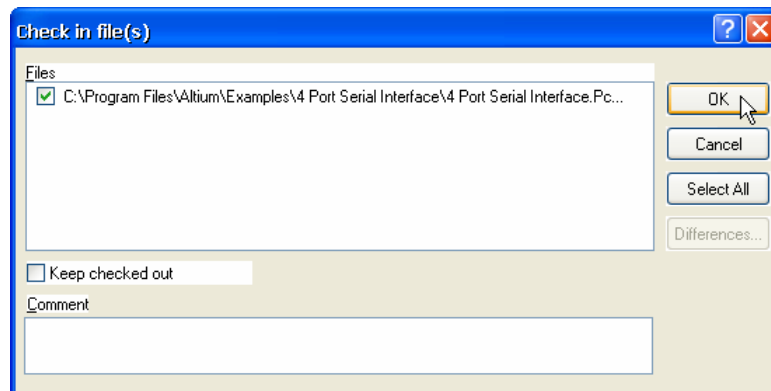 Check in file(s)
Files
C:\Program Files\Altium\Examples\4 Port Serial Interface\4 Port Serial Interface.Pc...
OK
Cancel
Select All
Differences...
Keep checked out
Comment